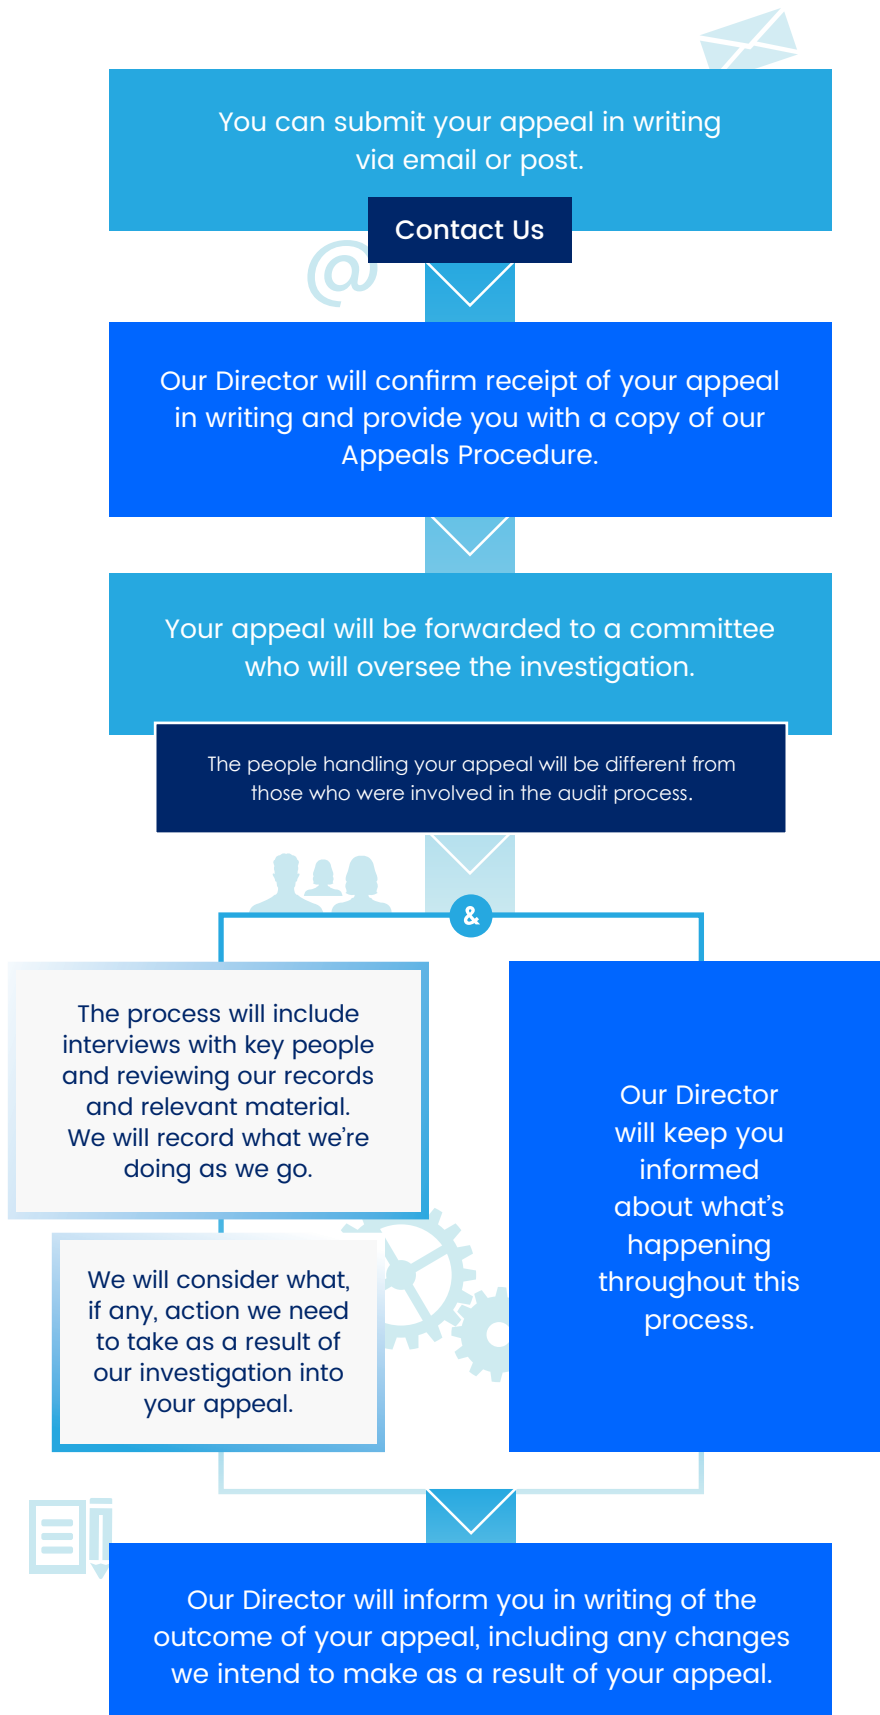 You can submit your appeal in writing
via email or post.
Contact Us
@
Our Director will confirm receipt of your appeal
in writing and provide you with a copy of our
Appeals Procedure.
Your appeal will be forwarded to a committee
who will oversee the investigation.
The people handling your appeal will be different from
those who were involved in the audit process.
&
The process will include
interviews with key people
and reviewing our records
and relevant material.
We will record what we’re
doing as we go.
We will consider what,
if any, action we need
to take as a result of
our investigation into
your appeal.
Our Director
will keep you
informed
about what’s
happening
throughout this
process.
Our Director will inform you in writing of the
outcome of your appeal, including any changes
we intend to make as a result of your appeal.